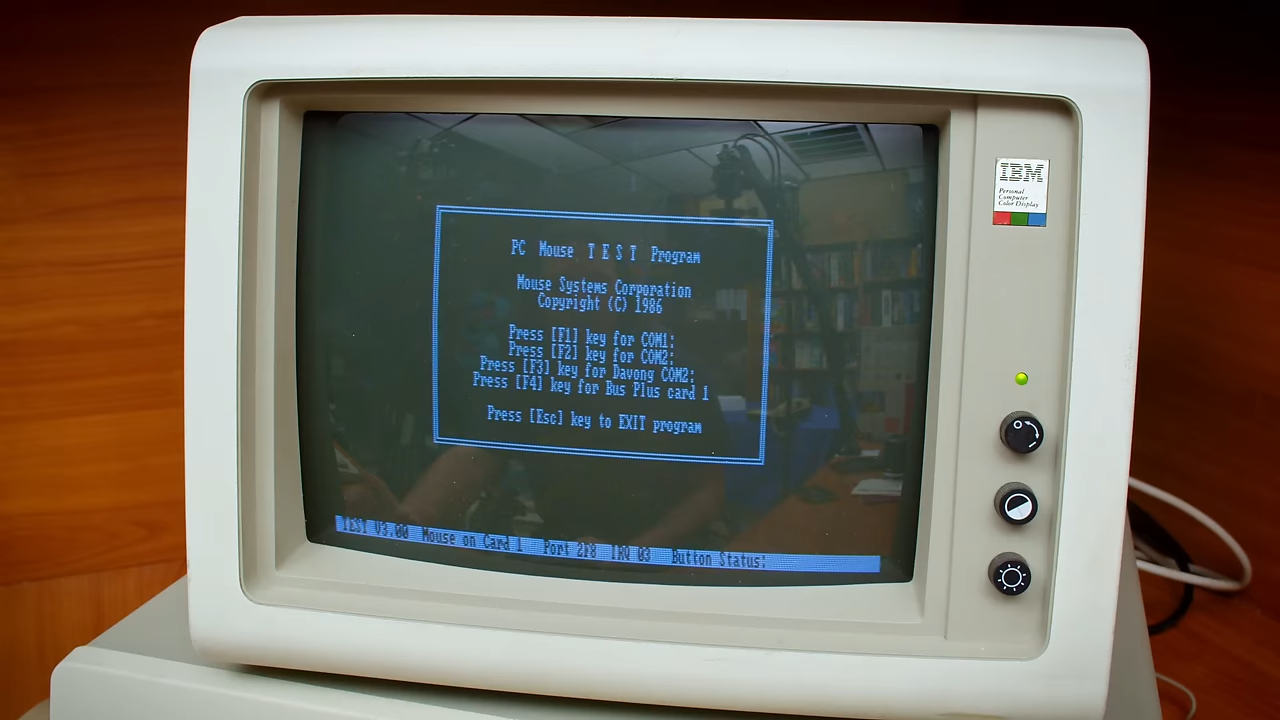 PC Mouse T E S T Program
Mouse Systems Corporation
Copyright (C) 1986
Press [F1] key for COM1:
Press [F2] key for COM2:
Press [F3] key for Davong COM2:
Press [F4] key for Bus Plus card 1
Press [Esc] key to EXIT program
TEST V3.00 Mouse on Card 1 Port 2F8 IRQ 03 Button Status:
IBM
Personal
Computer
Color Display